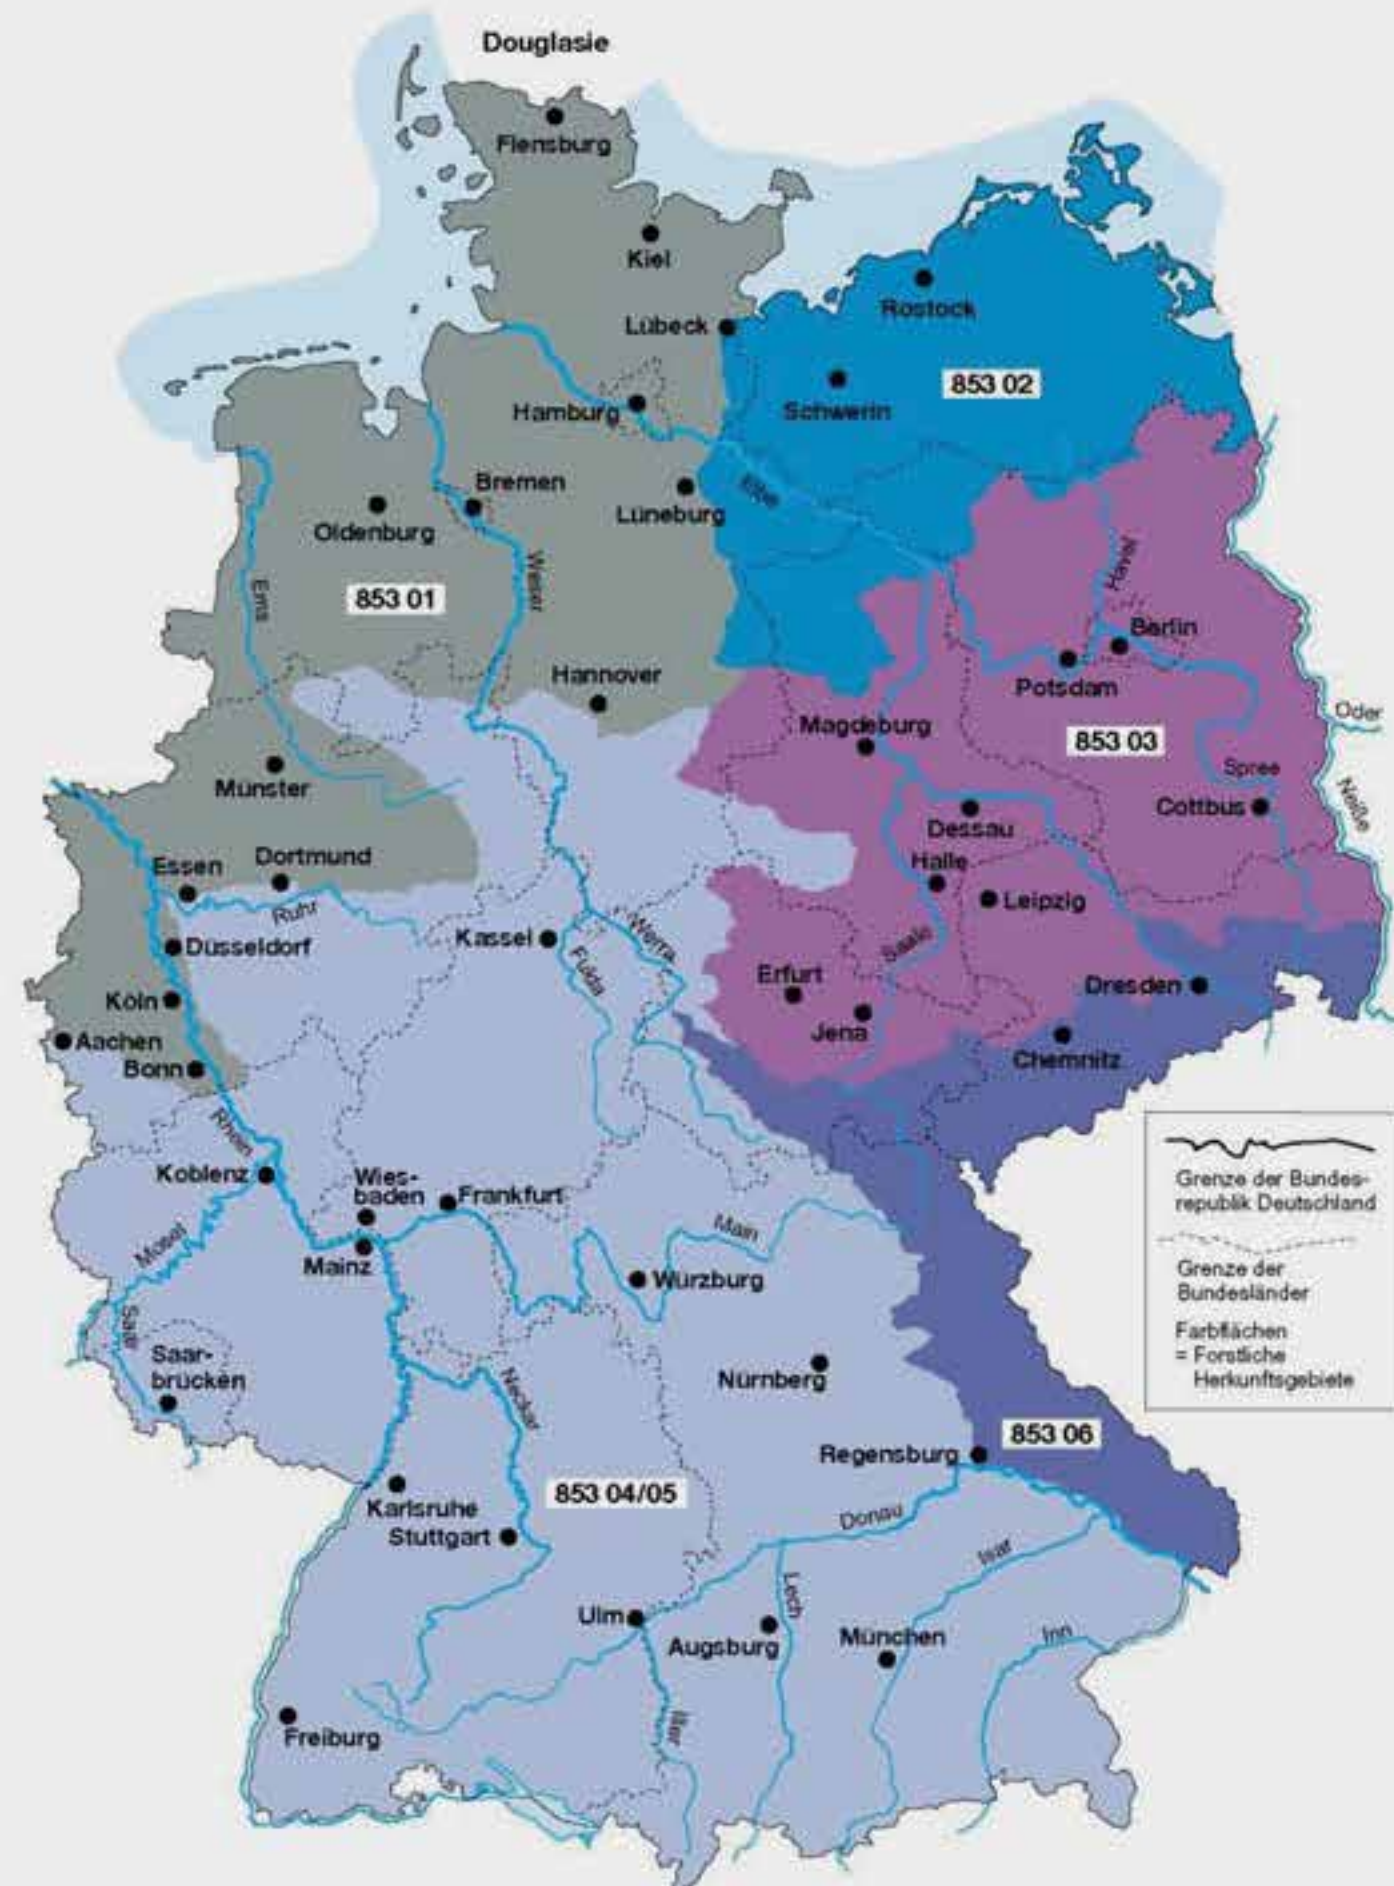 Douglasie
Flensburg
Kiel
Lübeck
Rostock
Schwerin
853 02
Hamburg
Elbe
Bremen
Lüneburg
Oldenburg
Weser
Ems
853 01
Havel
Berlin
Hannover
Potsdam
Oder
Magdeburg
853 03
Münster
Spree
Neiße
Cottbus
Dessau
Essen
Dortmund
Halle
Ruhr
Leipzig
Kassel
Werra
Düsseldorf
Fulda
Saale
Erfurt
Dresden
Köln
Jena
Aachen
Chemnitz
Bonn
Rhein
Koblenz
Wies-
baden
Frankfurt
Main
Mosel
Mainz
Würzburg
Saar
Saar-
brücken
Nürnberg
Neckar
853 06
Regensburg
853 04/05
Karlsruhe
Stuttgart
Donau
Isar
Lech
Ulm
Augsburg
München
Inn
Iller
Freiburg
Grenze der Bundes-
republik Deutschland
Grenze der
Bundesländer
Farbflächen
= Forstliche
Herkunftsgebiete